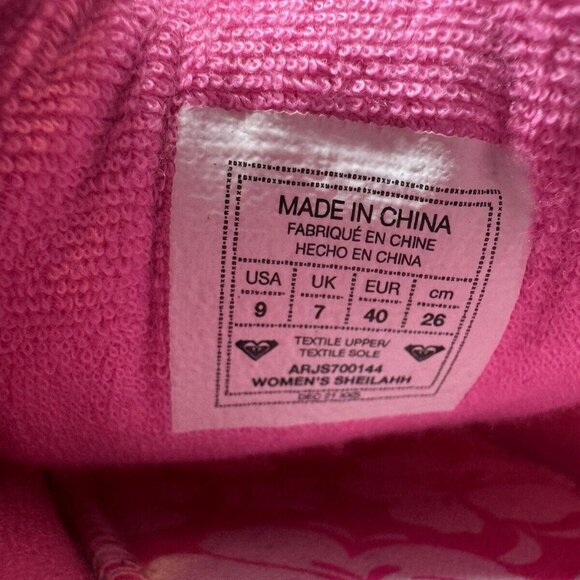 MADE IN CHINA
FABRIQUÉ EN CHINE
HECHO EN CHINA
USA UK EUR cm
9 7 40 26
TEXTILE UPPER/
TEXTILE SOLE
ARJS700144
WOMEN'S SHEILAHH